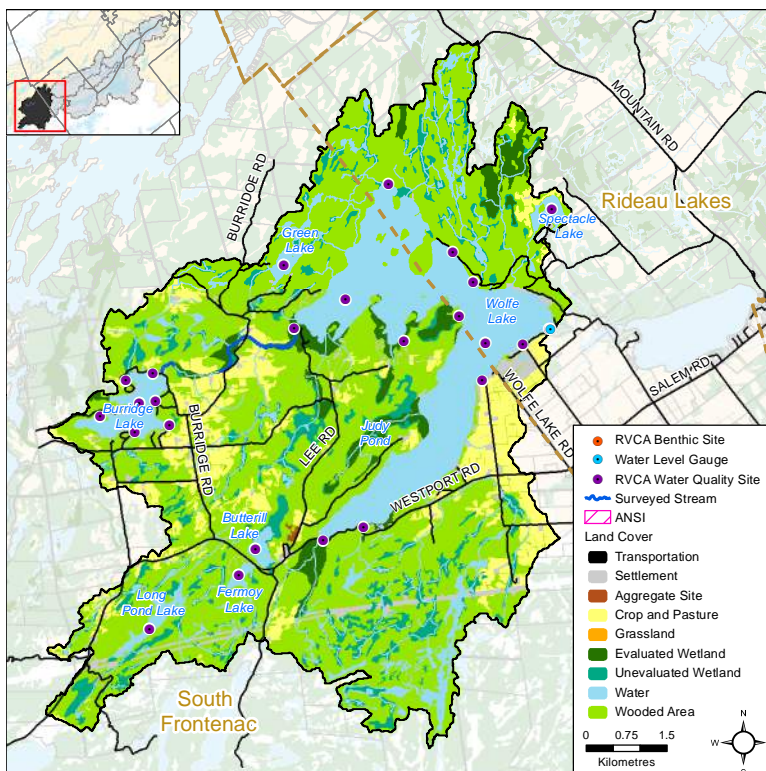 MOUNTAIN RD
BURRIDGE RD
Rideau Lakes
Spectacle
Lake
Green
Lake
Wolfe
Lake
SALEM RD
WOLFE LAKE RD
Burridge
Lake
BURRIDGE RD
LEE RD
Judy
Pond
WESTPORT RD
Butterill
Lake
Fermoy
Lake
Long
Pond Lake
South
Frontenac
RVCA Benthic Site
Water Level Gauge
RVCA Water Quality Site
Surveyed Stream
ANSI
Land Cover
Transportation
Settlement
Aggregate Site
Crop and Pasture
Grassland
Evaluated Wetland
Unevaluated Wetland
Water
Wooded Area
0 0.75 1.5
Kilometres
N
W E
S